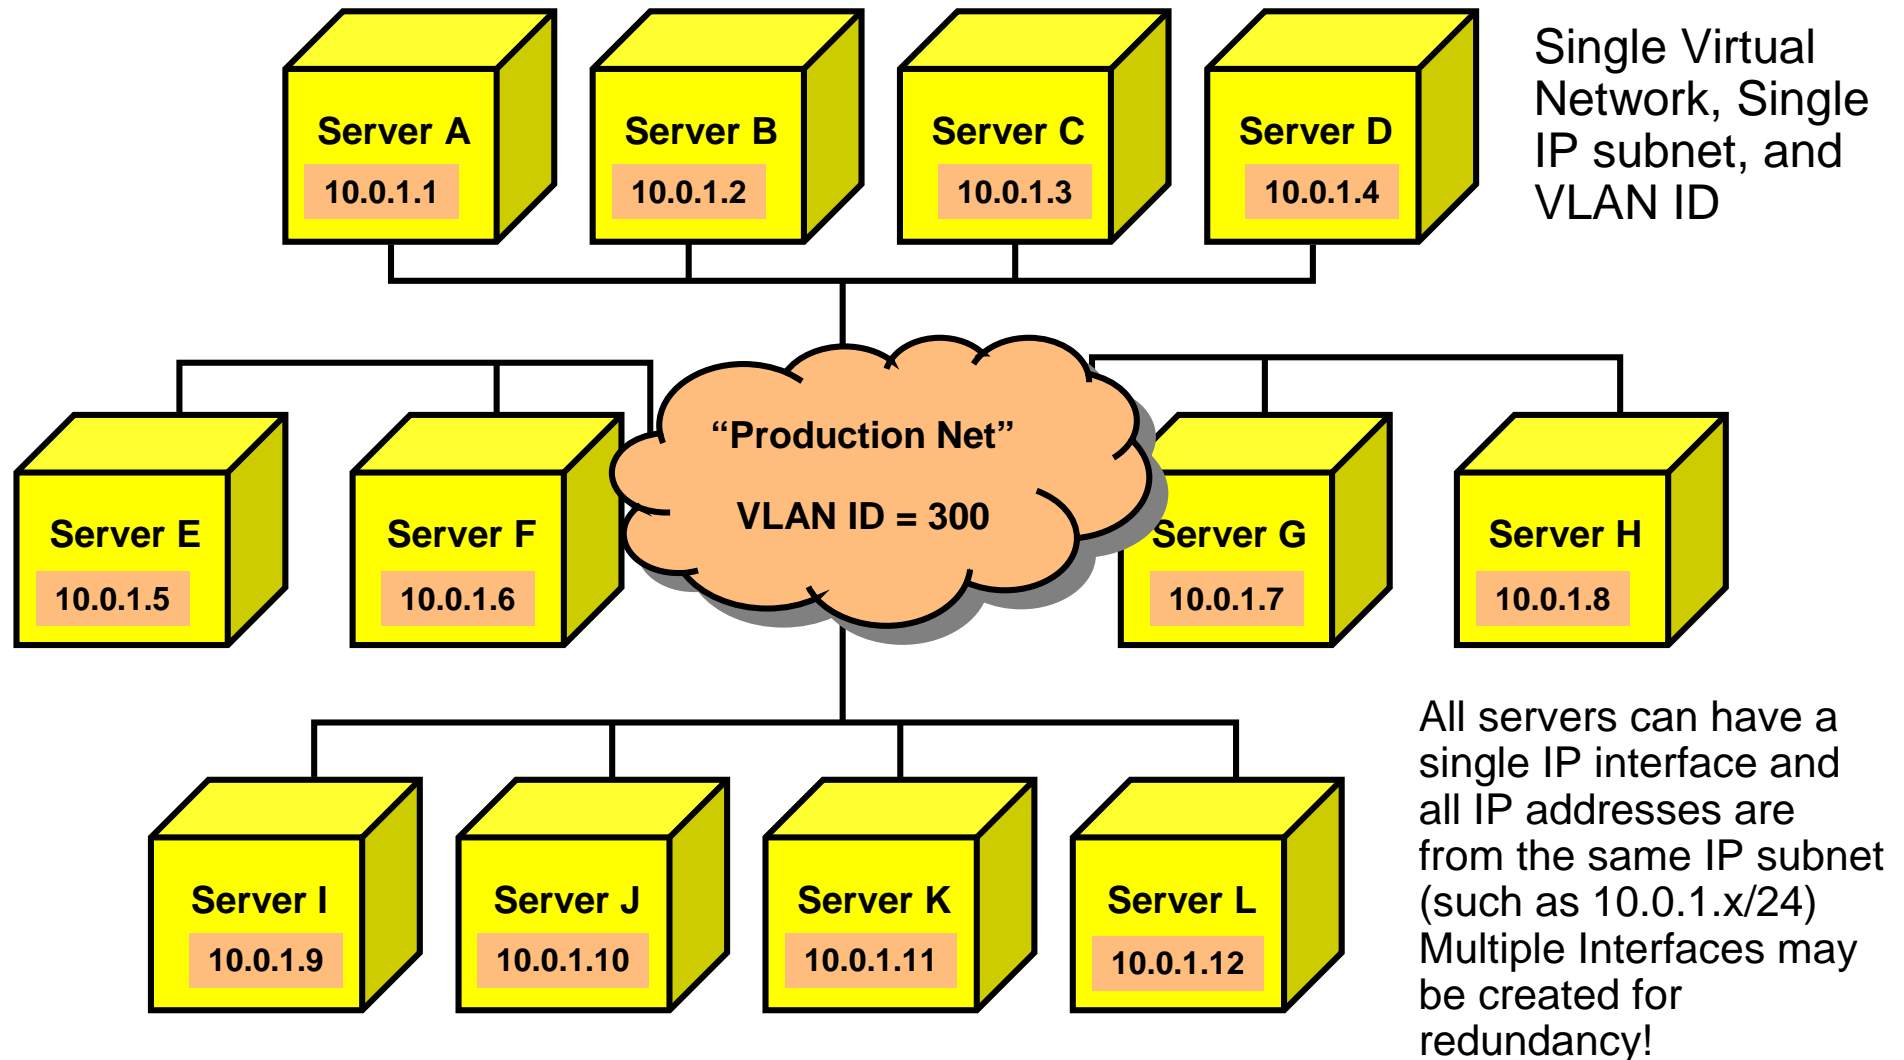 Server A
10.0.1.1
Server B
10.0.1.2
Server C
10.0.1.3
Server D
10.0.1.4
Single Virtual
Network, Single
IP subnet, and
VLAN ID
Server E
10.0.1.5
Server F
10.0.1.6
“Production Net”
VLAN ID = 300
Server G
10.0.1.7
Server H
10.0.1.8
Server I
10.0.1.9
Server J
10.0.1.10
Server K
10.0.1.11
Server L
10.0.1.12
All servers can have a
single IP interface and
all IP addresses are
from the same IP subnet
(such as 10.0.1.x/24)
Multiple Interfaces may
be created for
redundancy!